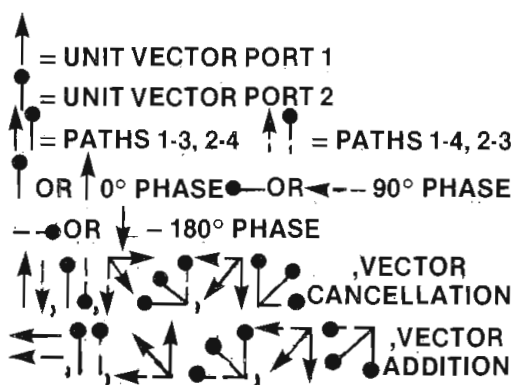 = UNIT VECTOR PORT 1
= UNIT VECTOR PORT 2
= PATHS 1-3, 2-4 = PATHS 1-4, 2-3
OR 0° PHASE OR – 90° PHASE
OR – 180° PHASE
, , , , ,VECTOR
CANCELLATION
, , , , ,VECTOR
ADDITION